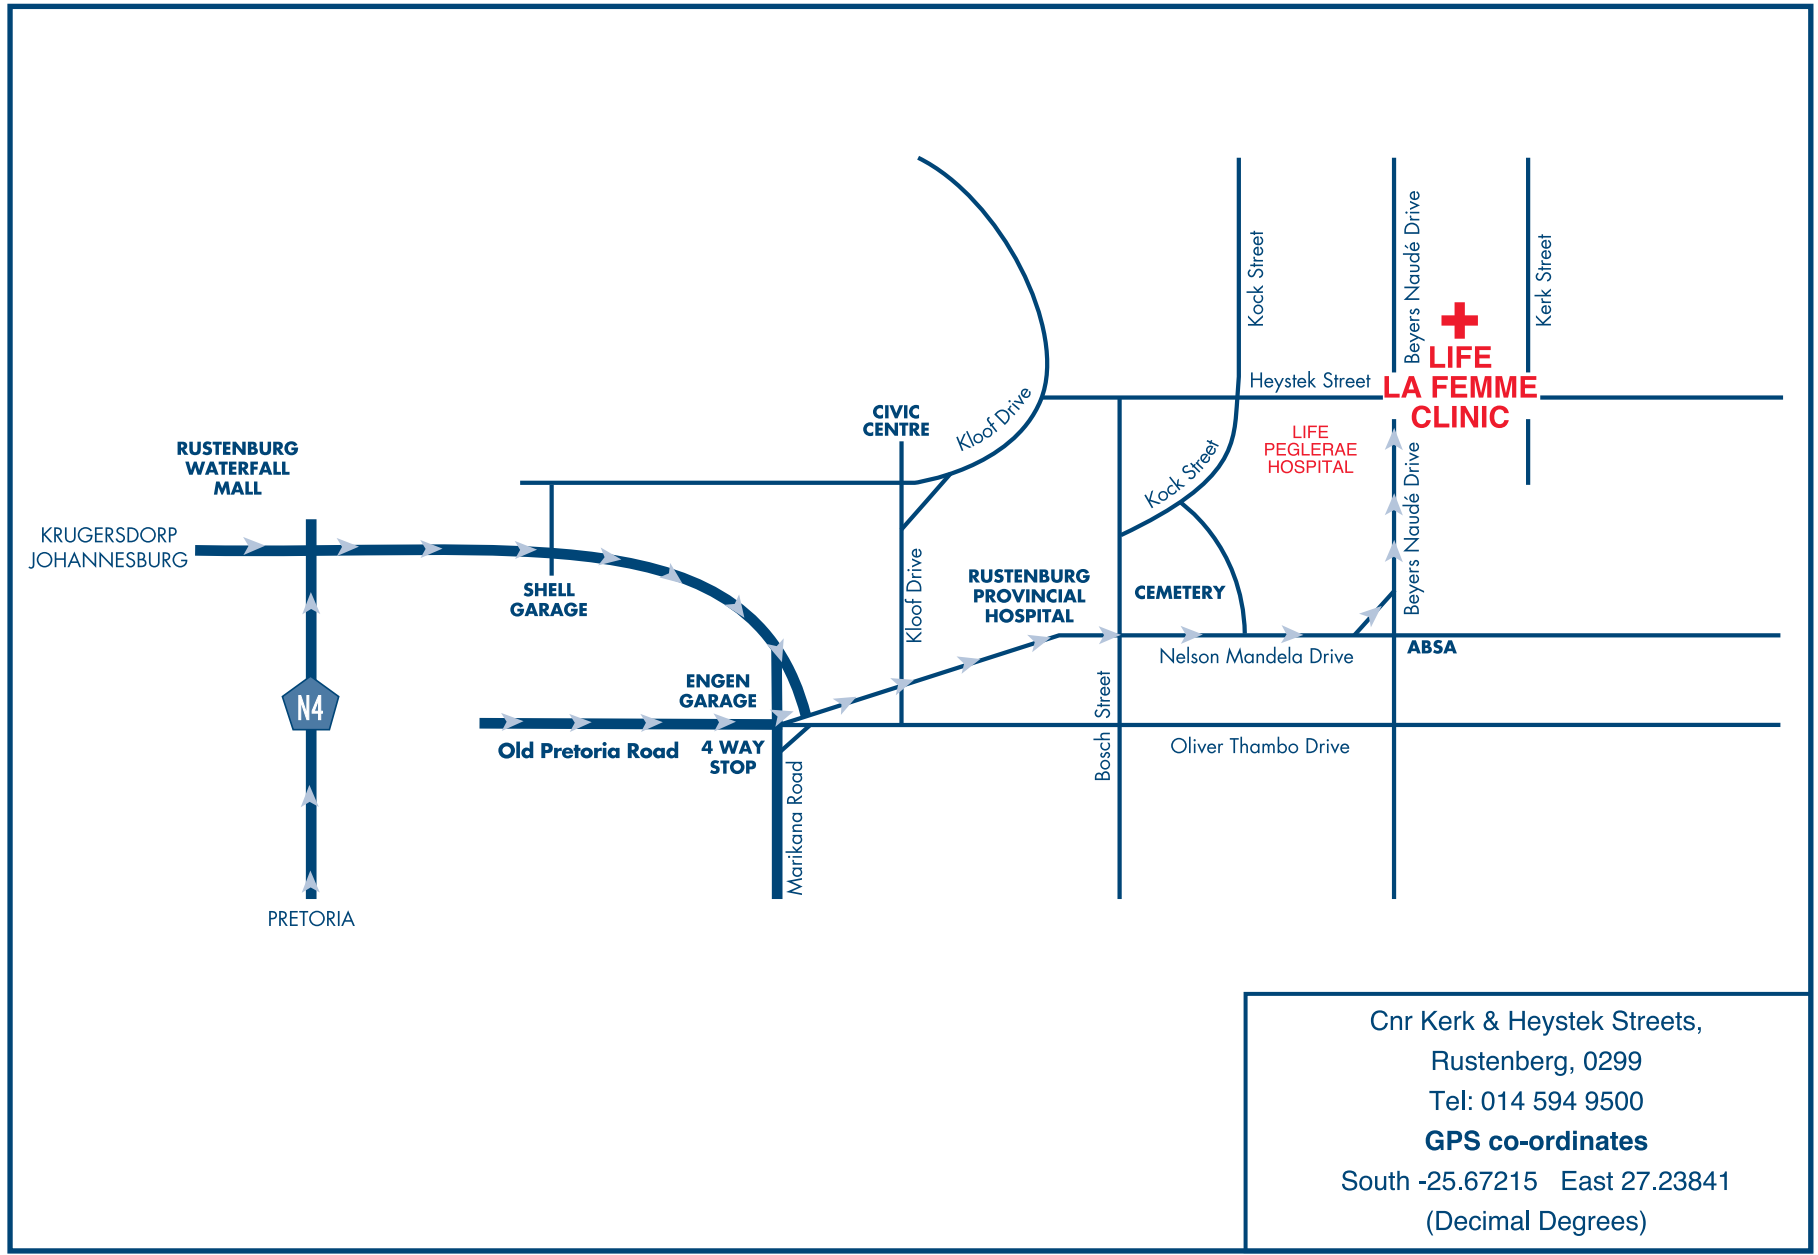 Kock Street
Beyers Naudé Drive
Kerk Street
LIFE
LA FEMME
CLINIC
Heystek Street
Kloof Drive
CIVIC
CENTRE
LIFE
PEGLERAE
HOSPITAL
Kock Street
Beyers Naudé Drive
RUSTENBURG
WATERFALL
MALL
KRUGERSDORP
JOHANNESBURG
SHELL
GARAGE
Kloof Drive
RUSTENBURG
PROVINCIAL
HOSPITAL
CEMETERY
Nelson Mandela Drive
ABSA
ENGEN
GARAGE
N4
Old Pretoria Road
4 WAY
STOP
Marikana Road
Bosch Street
Oliver Thambo Drive
PRETORIA
Cnr Kerk & Heystek Streets,
Rustenberg, 0299
Tel: 014 594 9500
GPS co-ordinates
South -25.67215 East 27.23841
(Decimal Degrees)